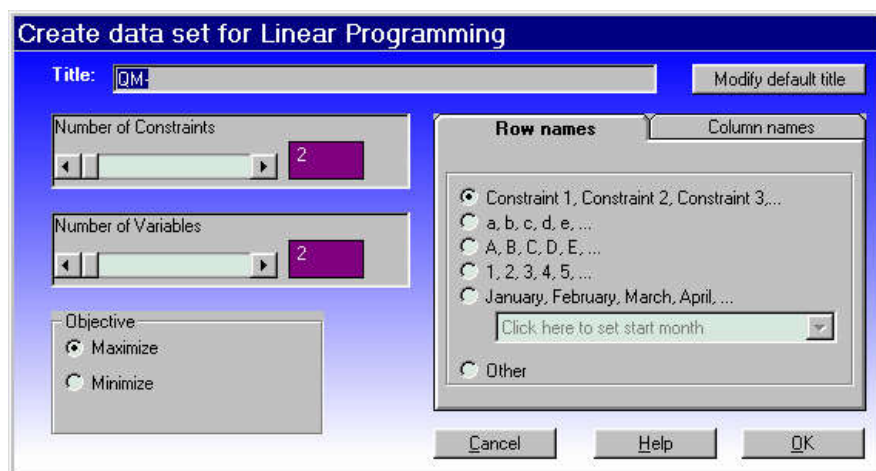 Create data set for Linear Programming
Title: QM-
Modify default title
Number of Constraints
2
Number of Variables
2
Objective
Maximize
Minimize
Row names
Column names
Constraint 1, Constraint 2, Constraint 3,...
a, b, c, d, e, ...
A, B, C, D, E, ...
1, 2, 3, 4, 5, ...
January, February, March, April, ...
Click here to set start month
Other
Cancel
Help
OK